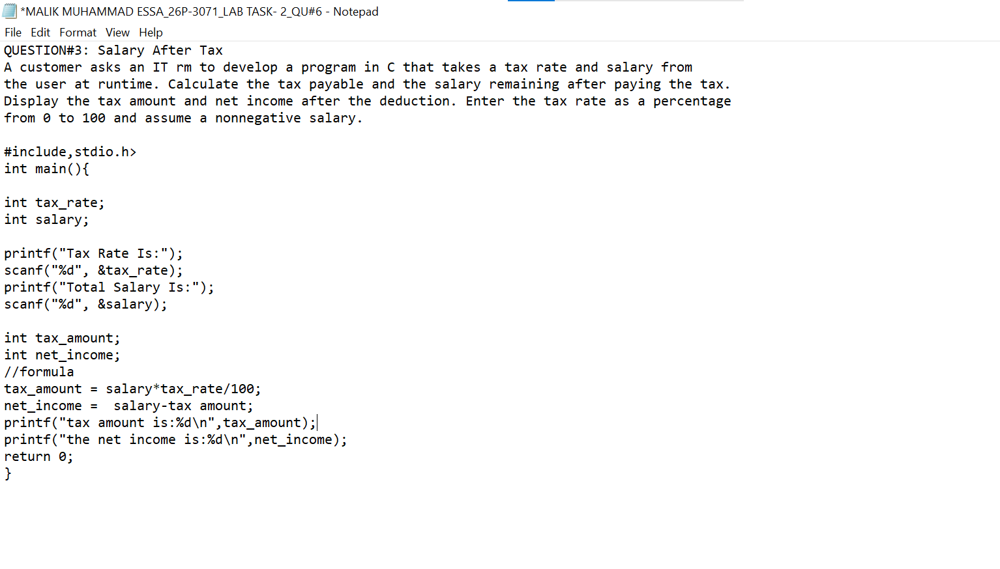 *MALIK MUHAMMAD ESSA_26P-3071_LAB TASK- 2_QU#6 - Notepad
File Edit Format View Help
QUESTION#3: Salary After Tax
A customer asks an IT rm to develop a program in C that takes a tax rate and salary from
the user at runtime. Calculate the tax payable and the salary remaining after paying the tax.
Display the tax amount and net income after the deduction. Enter the tax rate as a percentage
from 0 to 100 and assume a nonnegative salary.
#include,stdio.h>
int main(){
int tax_rate;
int salary;
printf("Tax Rate Is:");
scanf("%d", &tax_rate);
printf("Total Salary Is:");
scanf("%d", &salary);
int tax_amount;
int net_income;
//formula
tax_amount = salary*tax_rate/100;
net_income =  salary-tax amount;
printf("tax amount is:%d\n",tax_amount);
printf("the net income is:%d\n",net_income);
return 0;
}